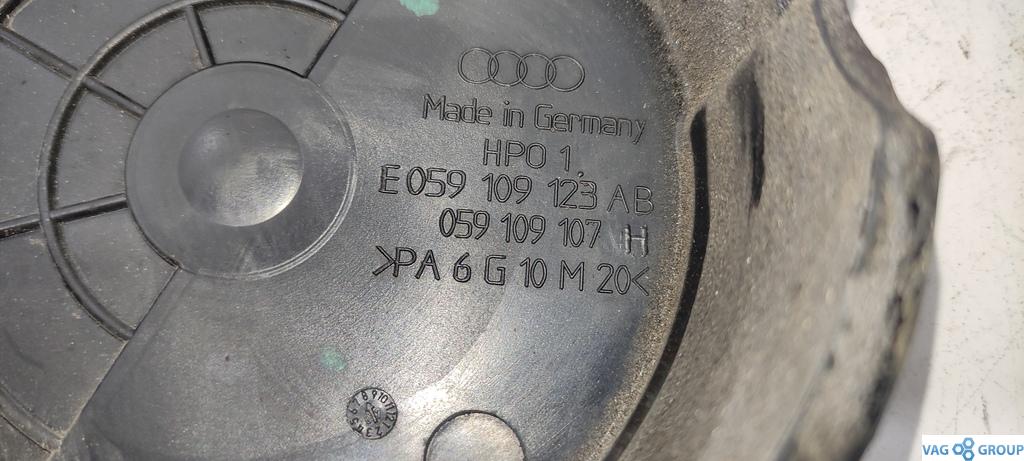 Made in Germany
HPO 1
E 059 109 123 AB
059 109 107 H
>PA 6 G 10 M 20<
VAG GROUP